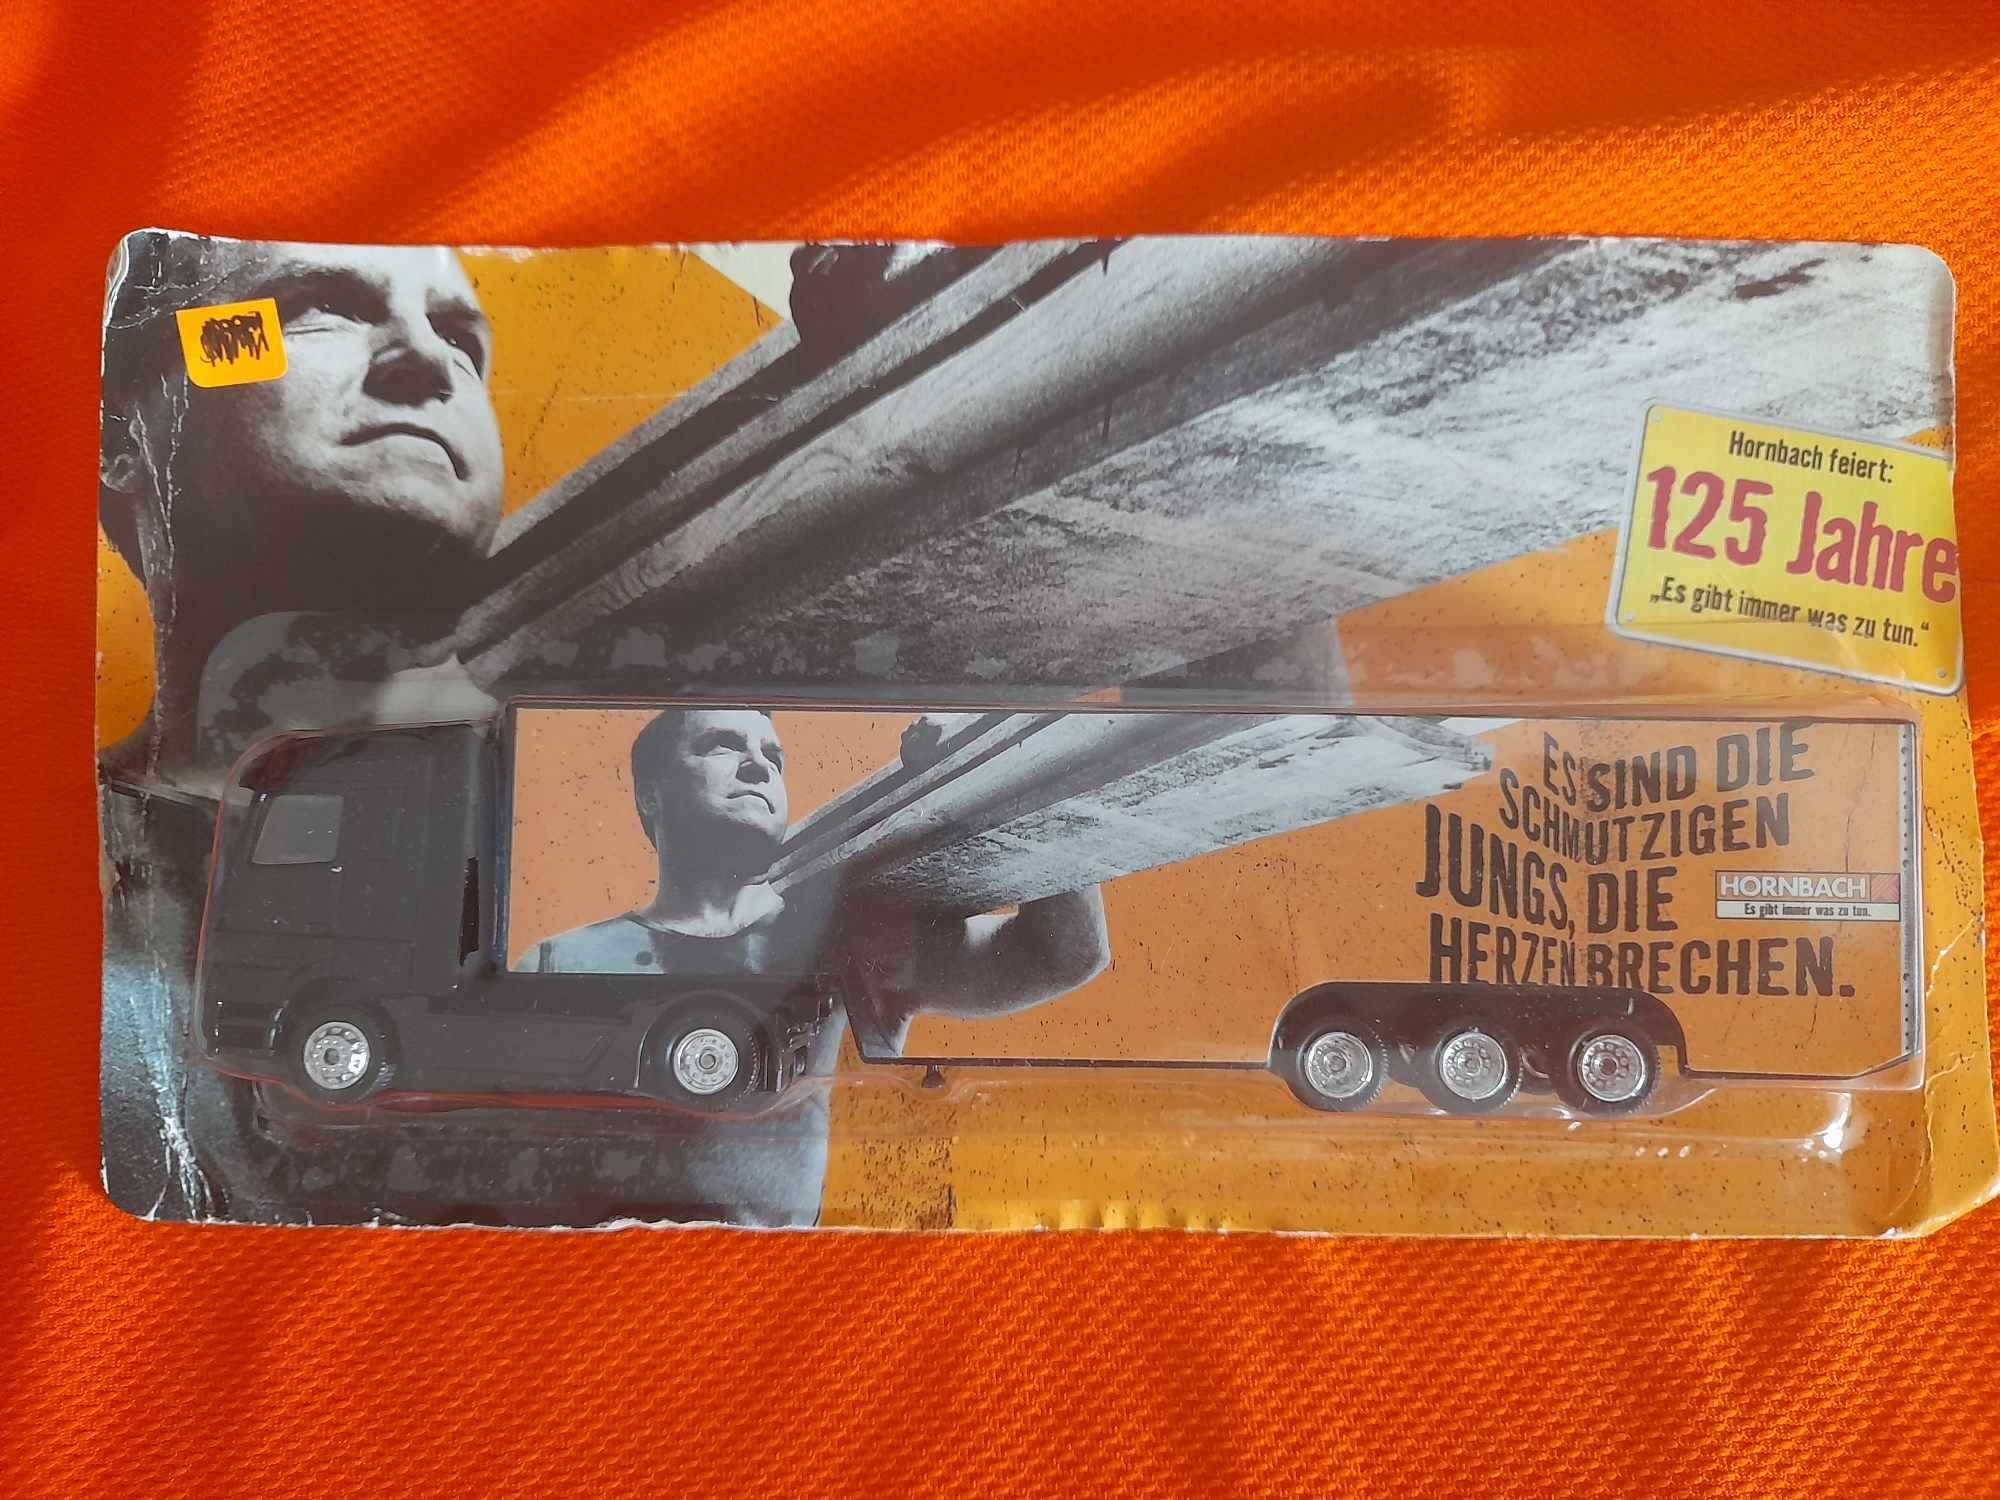 Hornbach feiert:
125 Jahre
„Es gibt immer was zu tun.“
ES SIND DIE
SCHMUTZIGEN
JUNGS, DIE
HERZEN BRECHEN.
HORNBACH
Es gibt immer was zu tun.